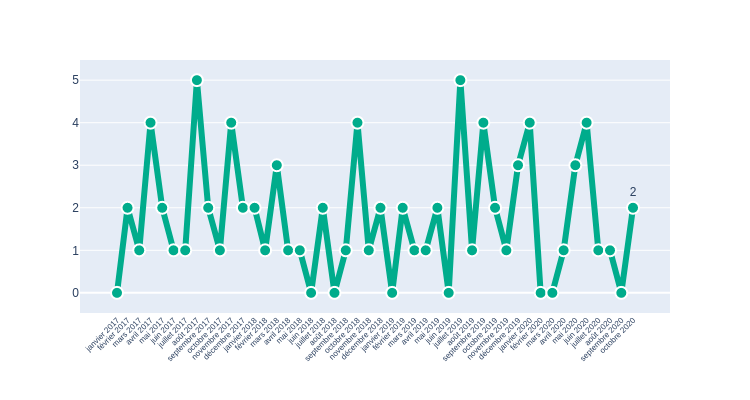 5
4
3
2
1
0
2
janvier 2017
février 2017
mars 2017
avril 2017
mai 2017
juin 2017
juillet 2017
août 2017
septembre 2017
octobre 2017
novembre 2017
décembre 2017
janvier 2018
février 2018
mars 2018
avril 2018
mai 2018
juin 2018
juillet 2018
août 2018
septembre 2018
octobre 2018
novembre 2018
décembre 2018
janvier 2019
février 2019
mars 2019
avril 2019
mai 2019
juin 2019
juillet 2019
août 2019
septembre 2019
octobre 2019
novembre 2019
décembre 2019
janvier 2020
février 2020
mars 2020
avril 2020
mai 2020
juin 2020
juillet 2020
août 2020
septembre 2020
octobre 2020